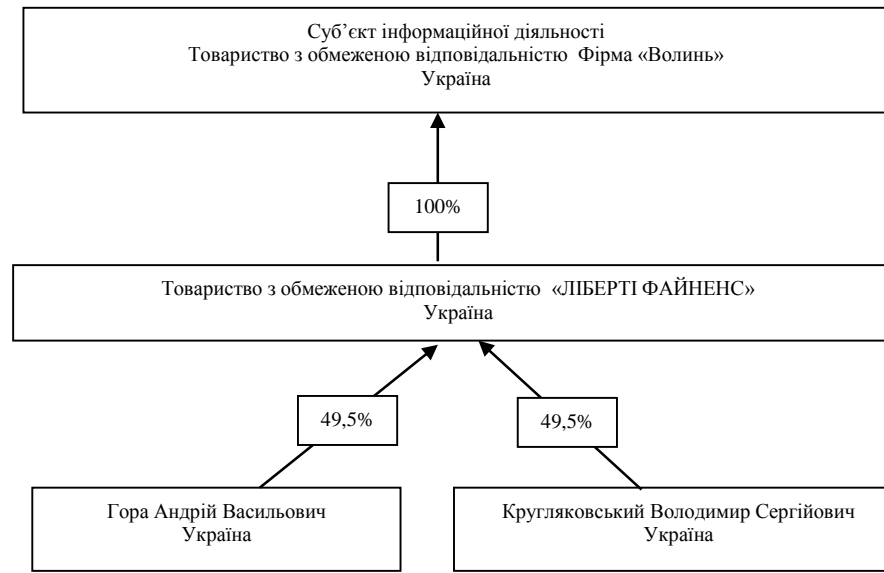 Суб’єкт інформаційної діяльності
Товариство з обмеженою відповідальністю Фірма «Волинь»
Україна
100%
Товариство з обмеженою відповідальністю «ЛІБЕРТІ ФАЙНЕНС»
Україна
49,5%
49,5%
Гора Андрій Васильович
Україна
Кругляковський Володимир Сергійович
Україна